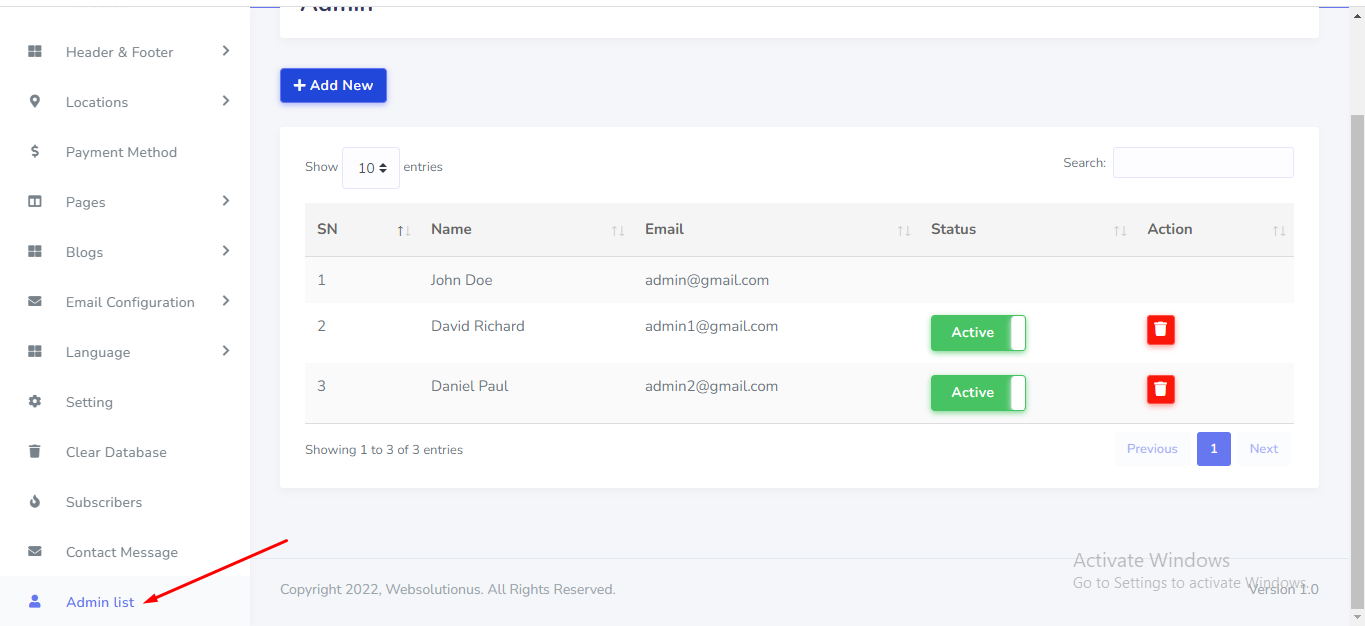 Admin
Header & Footer
Locations
Payment Method
Pages
Blogs
Email Configuration
Language
Setting
Clear Database
Subscribers
Contact Message
Admin list
+ Add New
Show 10 entries
Search:
SN Name Email Status Action
1 John Doe admin@gmail.com
2 David Richard admin1@gmail.com Active
3 Daniel Paul admin2@gmail.com Active
Showing 1 to 3 of 3 entries
Previous 1 Next
Activate Windows
Go to Settings to activate Windows.
Copyright 2022, Websolutionus. All Rights Reserved.
Version 1.0